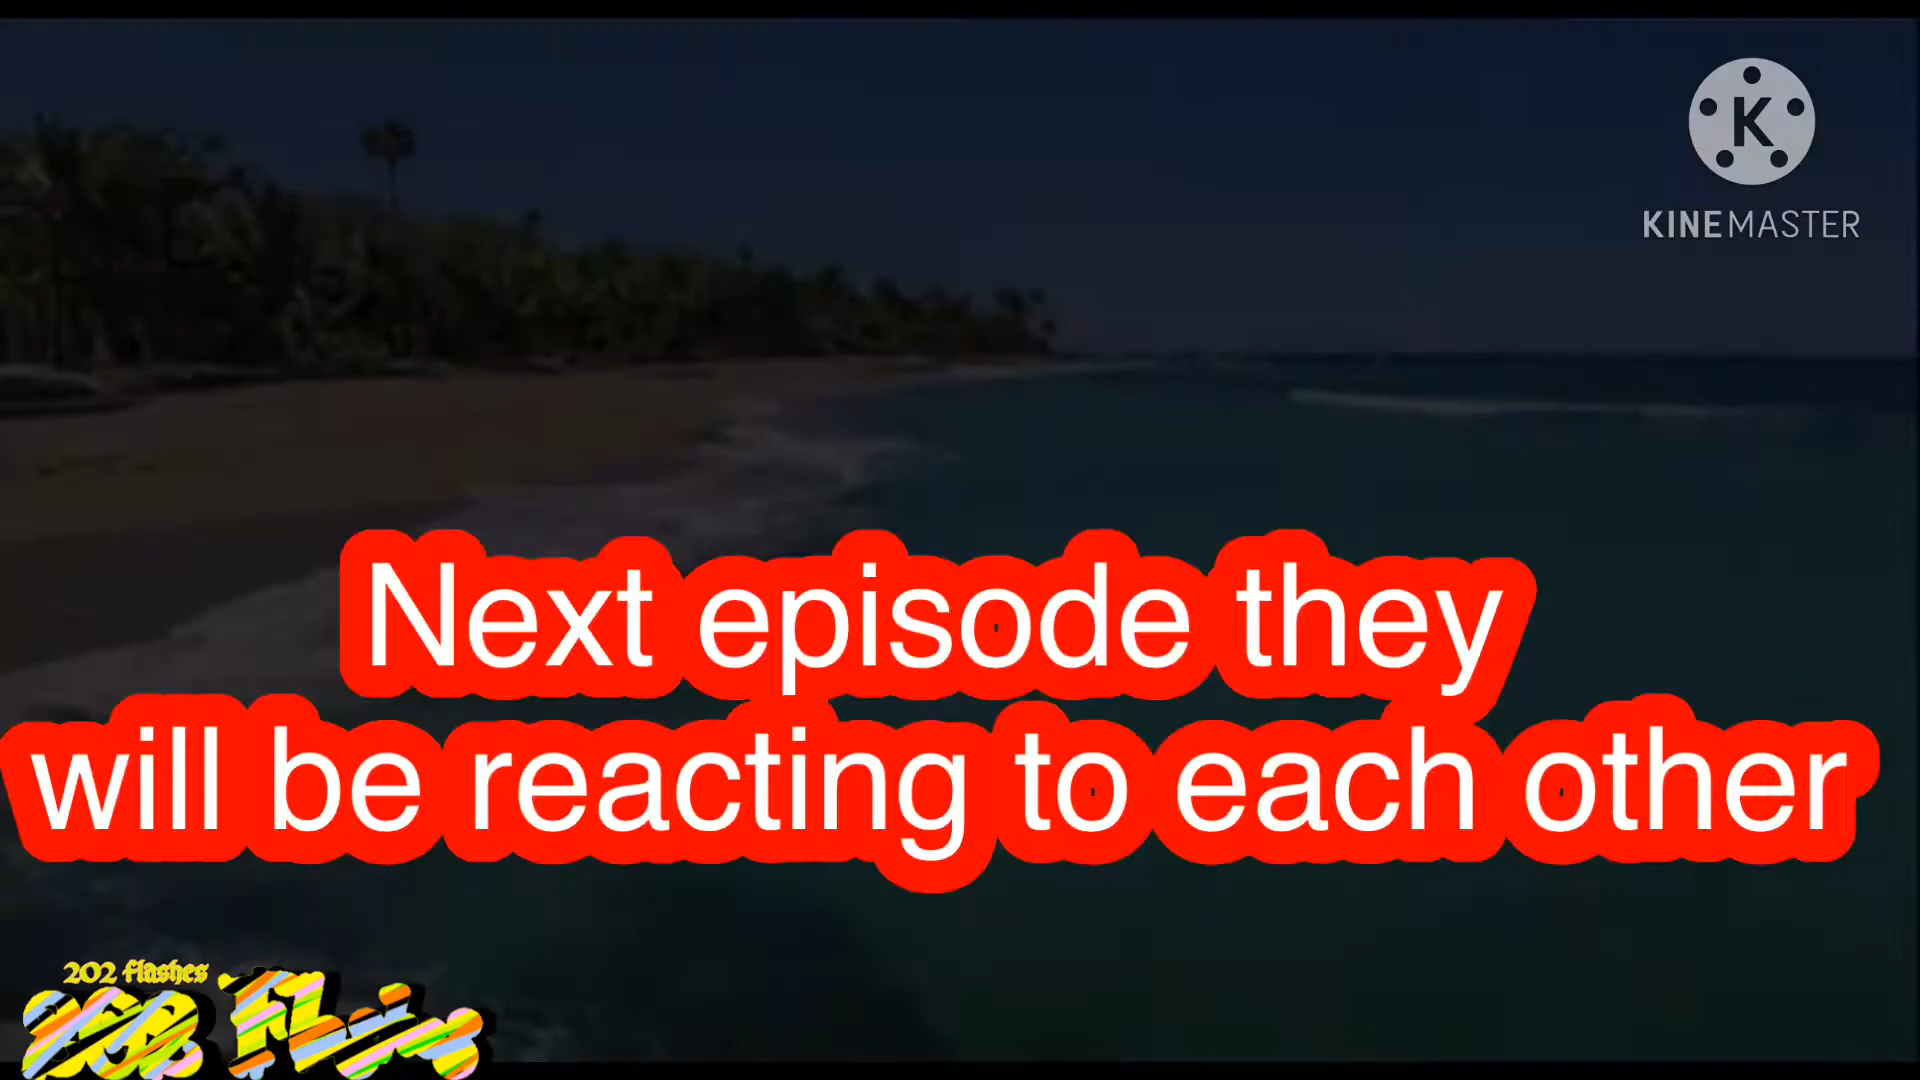 K
KINEMASTER
Next episode they
will be reacting to each other
202 flashes